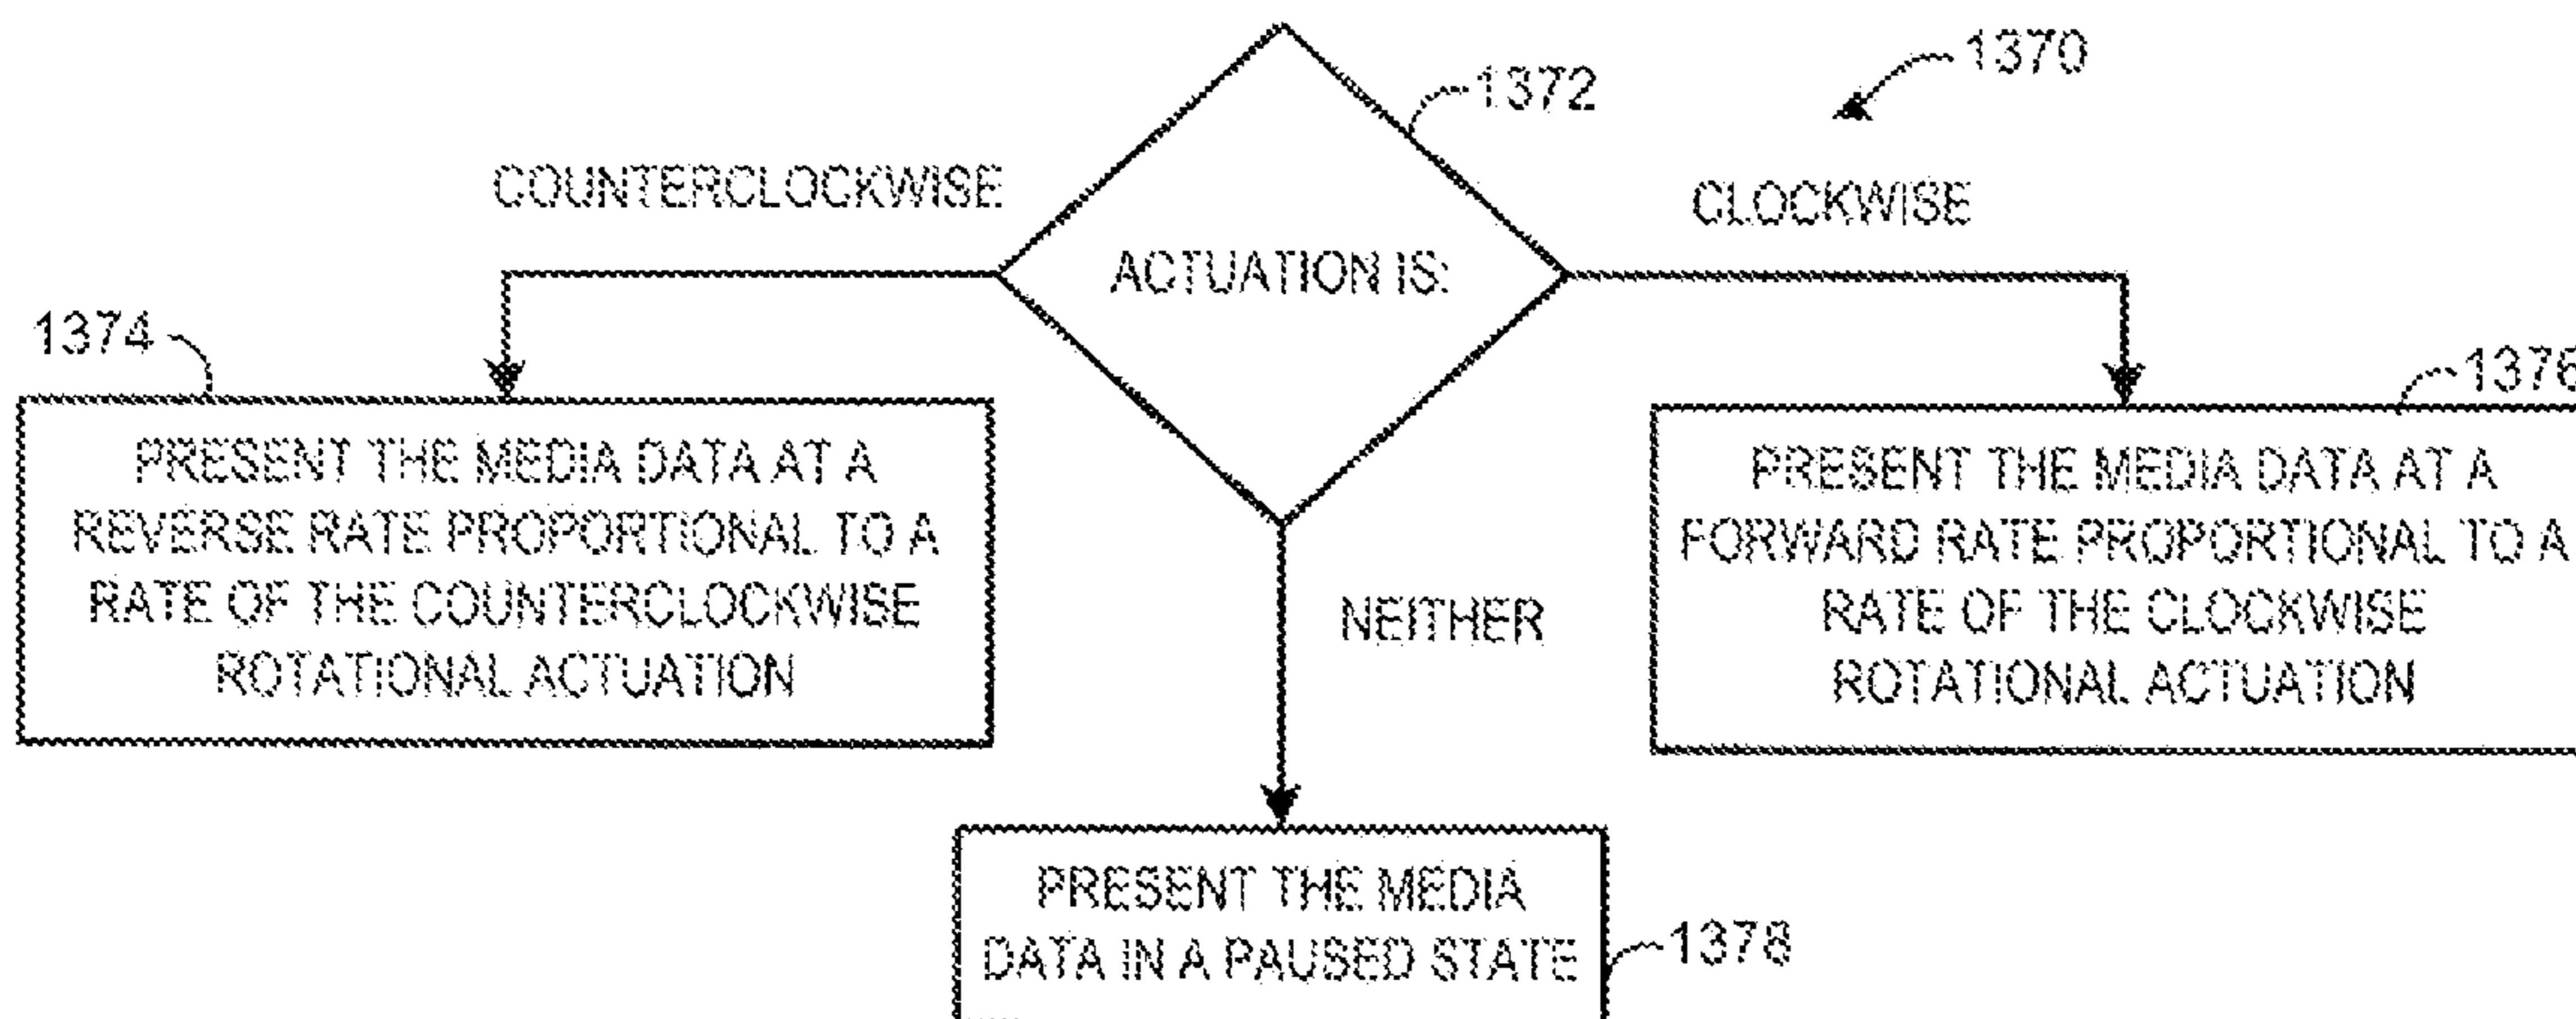 1370
1372
COUNTERCLOCKWISE
CLOCKWISE
ACTUATION IS:
1374
1376
PRESENT THE MEDIA DATA AT A
REVERSE RATE PROPORTIONAL TO A
RATE OF THE COUNTERCLOCKWISE
ROTATIONAL ACTUATION
PRESENT THE MEDIA DATA AT A
FORWARD RATE PROPORTIONAL TO A
RATE OF THE CLOCKWISE
ROTATIONAL ACTUATION
NEITHER
PRESENT THE MEDIA
DATA IN A PAUSED STATE
1378